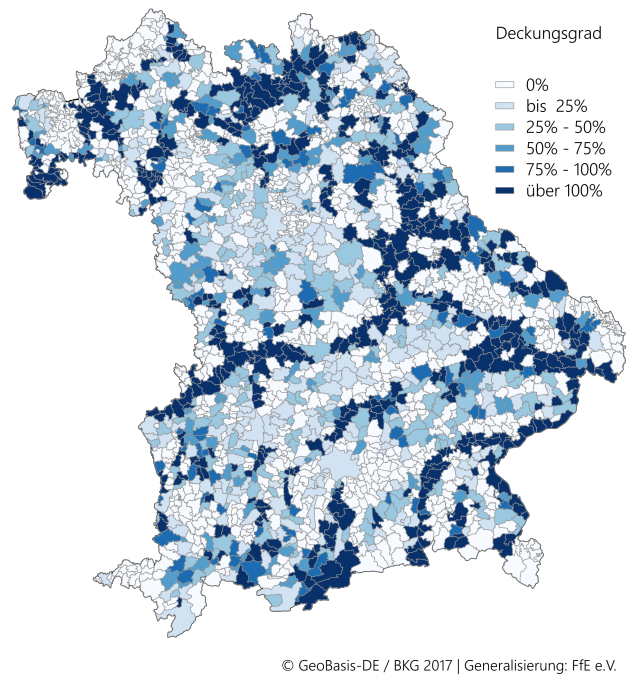 Deckungsgrad
0%
bis 25%
25% - 50%
50% - 75%
75% - 100%
über 100%
© GeoBasis-DE / BKG 2017 | Generalisierung: FfE e.V.